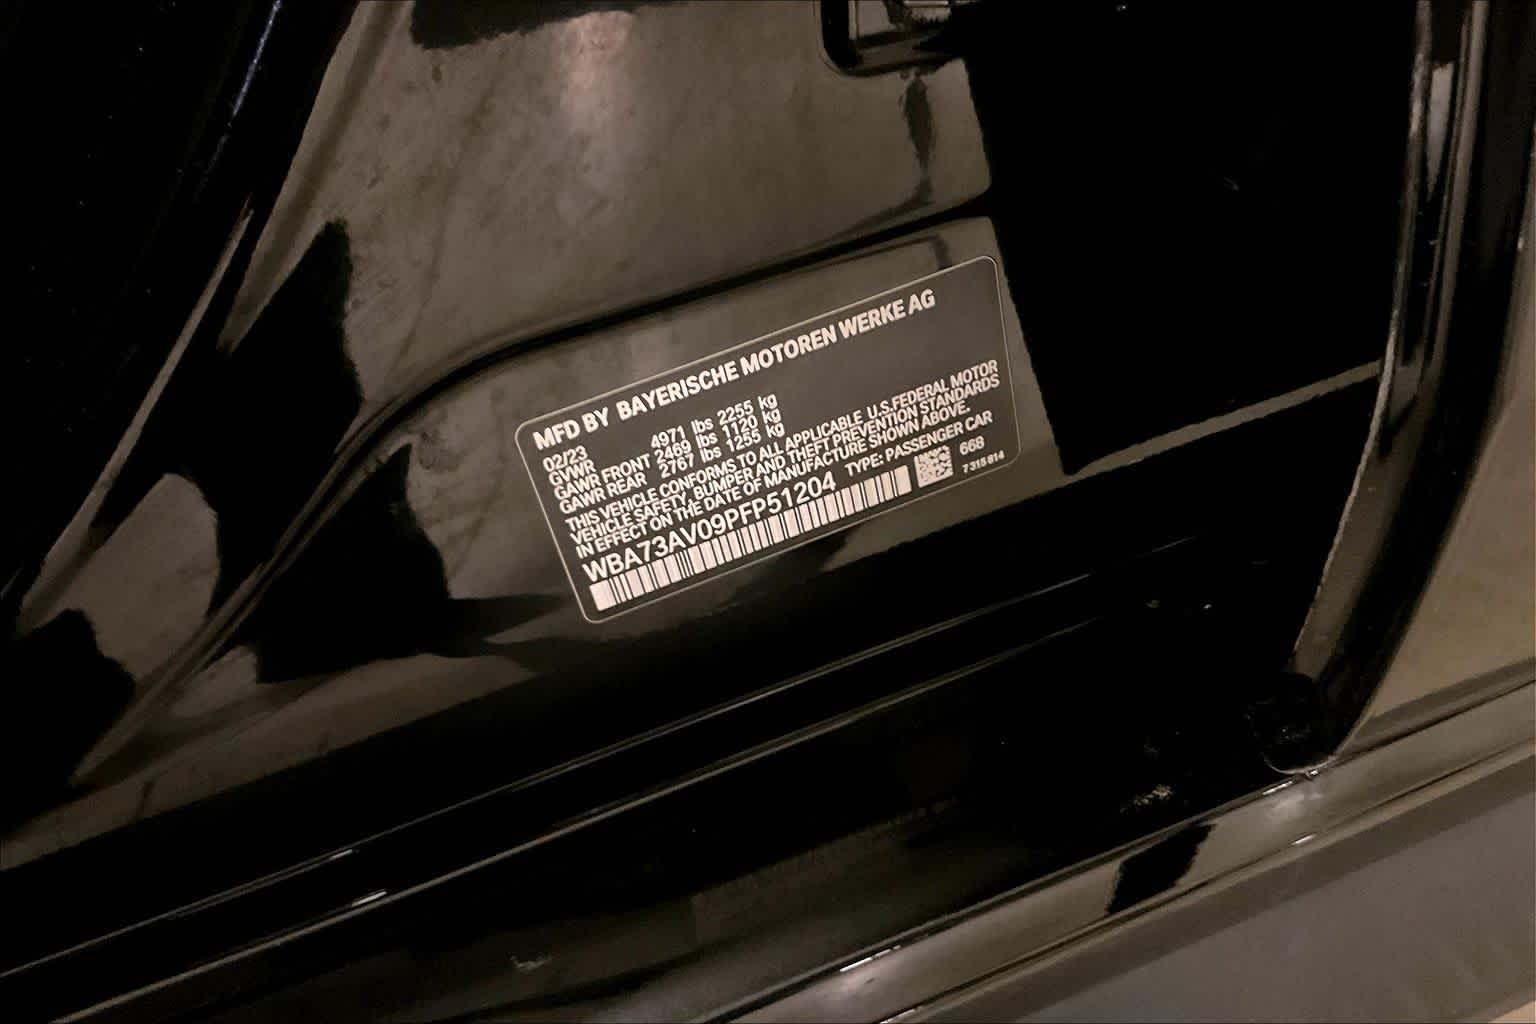 MFD BY BAYERISCHE MOTOREN WERKE AG
02/23
GVWR 4971 lbs 2255 kg
GAWR FRONT 2469 lbs 1120 kg
GAWR REAR 2767 lbs 1255 kg
THIS VEHICLE CONFORMS TO ALL APPLICABLE U.S.FEDERAL MOTOR
VEHICLE SAFETY, BUMPER AND THEFT PREVENTION STANDARDS
IN EFFECT ON THE DATE OF MANUFACTURE SHOWN ABOVE.
WBA73AV09PFP51204 TYPE: PASSENGER CAR
668
7 315 814